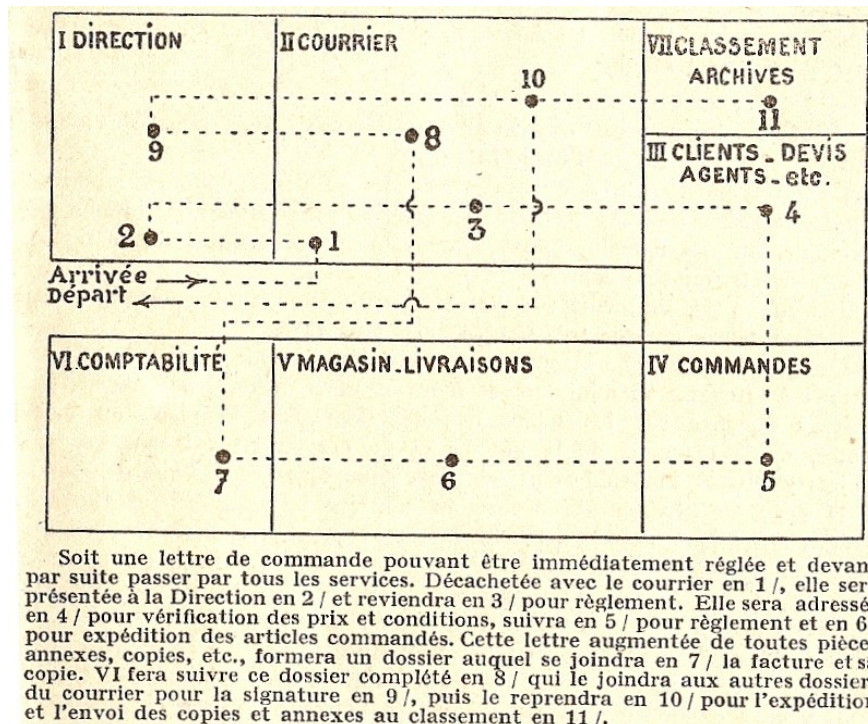 I DIRECTION
II COURRIER
VII CLASSEMENT
ARCHIVES
10
11
9
8
III CLIENTS - DEVIS
AGENTS - etc.
2
1
3
4
Arrivée
Départ
VI. COMPTABILITÉ
V MAGASIN - LIVRAISONS
IV COMMANDES
7
6
5
Soit une lettre de commande pouvant être immédiatement réglée et devan
par suite passer par tous les services. Décachetée avec le courrier en 1/, elle ser
présentée à la Direction en 2 / et reviendra en 3 / pour règlement. Elle sera adressé
en 4 / pour vérification des prix et conditions, suivra en 5 / pour règlement et en 6
pour expédition des articles commandés. Cette lettre augmentée de toutes pièce
annexes, copies, etc., formera un dossier auquel se joindra en 7 / la facture et s
copie. VI fera suivre ce dossier complété en 8 / qui le joindra aux autres dossier
du courrier pour la signature en 9 /, puis le reprendra en 10 / pour l'expédition
et l'envoi des copies et annexes au classement en 11 /.